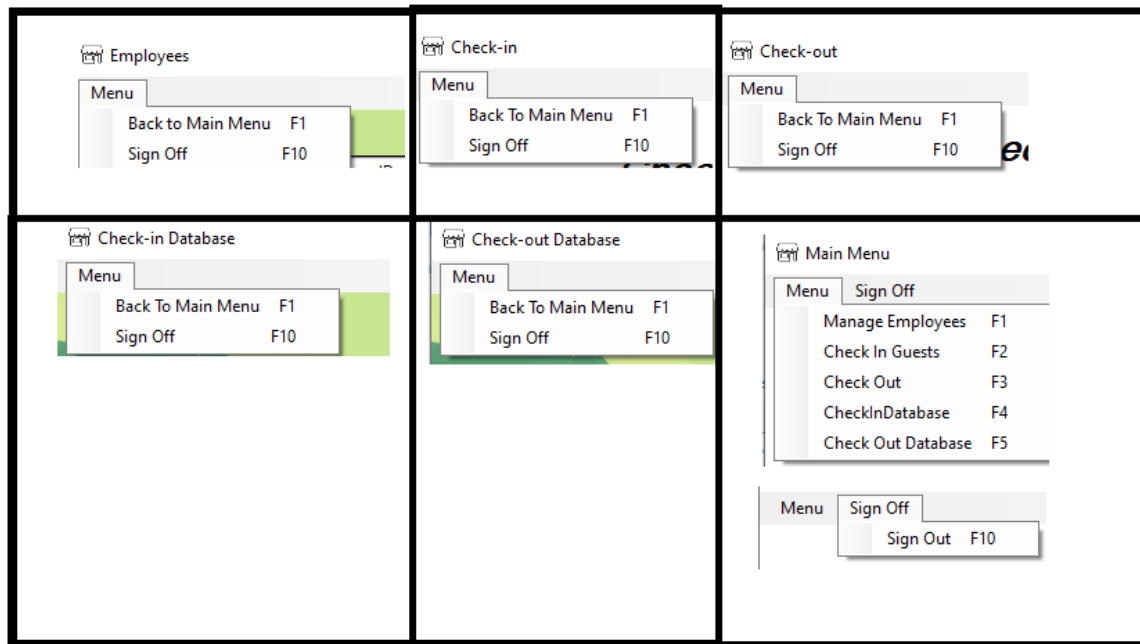 Employees
Menu
Back to Main Menu F1
Sign Off F10
Check-in
Menu
Back To Main Menu F1
Sign Off F10
Check-out
Menu
Back To Main Menu F1
Sign Off F10
Check-in Database
Menu
Back To Main Menu F1
Sign Off F10
Check-out Database
Menu
Back To Main Menu F1
Sign Off F10
Main Menu
Menu Sign Off
Manage Employees F1
Check In Guests F2
Check Out F3
CheckInDatabase F4
Check Out Database F5
Menu Sign Off
Sign Out F10